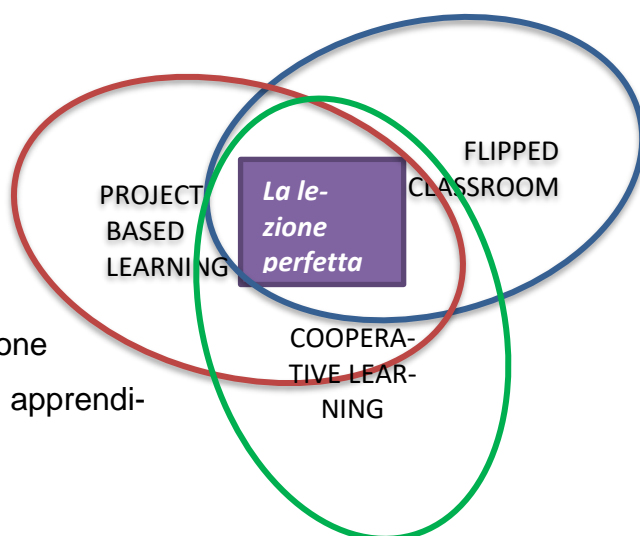 FLIPPED
CLASSROOM
PROJECT
BASED
LEARNING
La le-
zione
perfetta
COOPERA-
TIVE LEAR-
NING
one
apprendi-